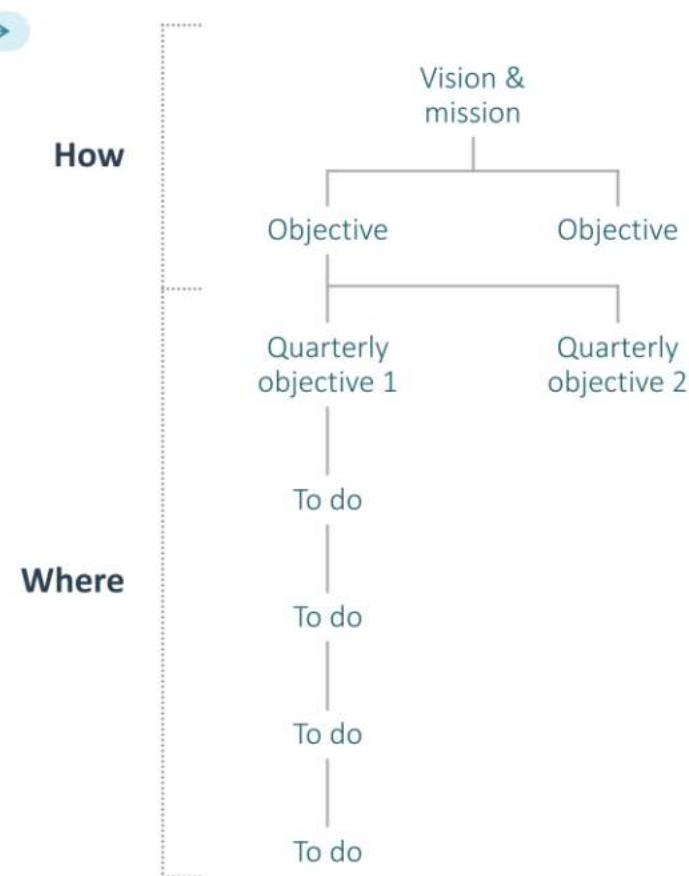 Vision &
mission
How
Objective
Objective
Quarterly
objective 1
Quarterly
objective 2
To do
Where
To do
To do
To do